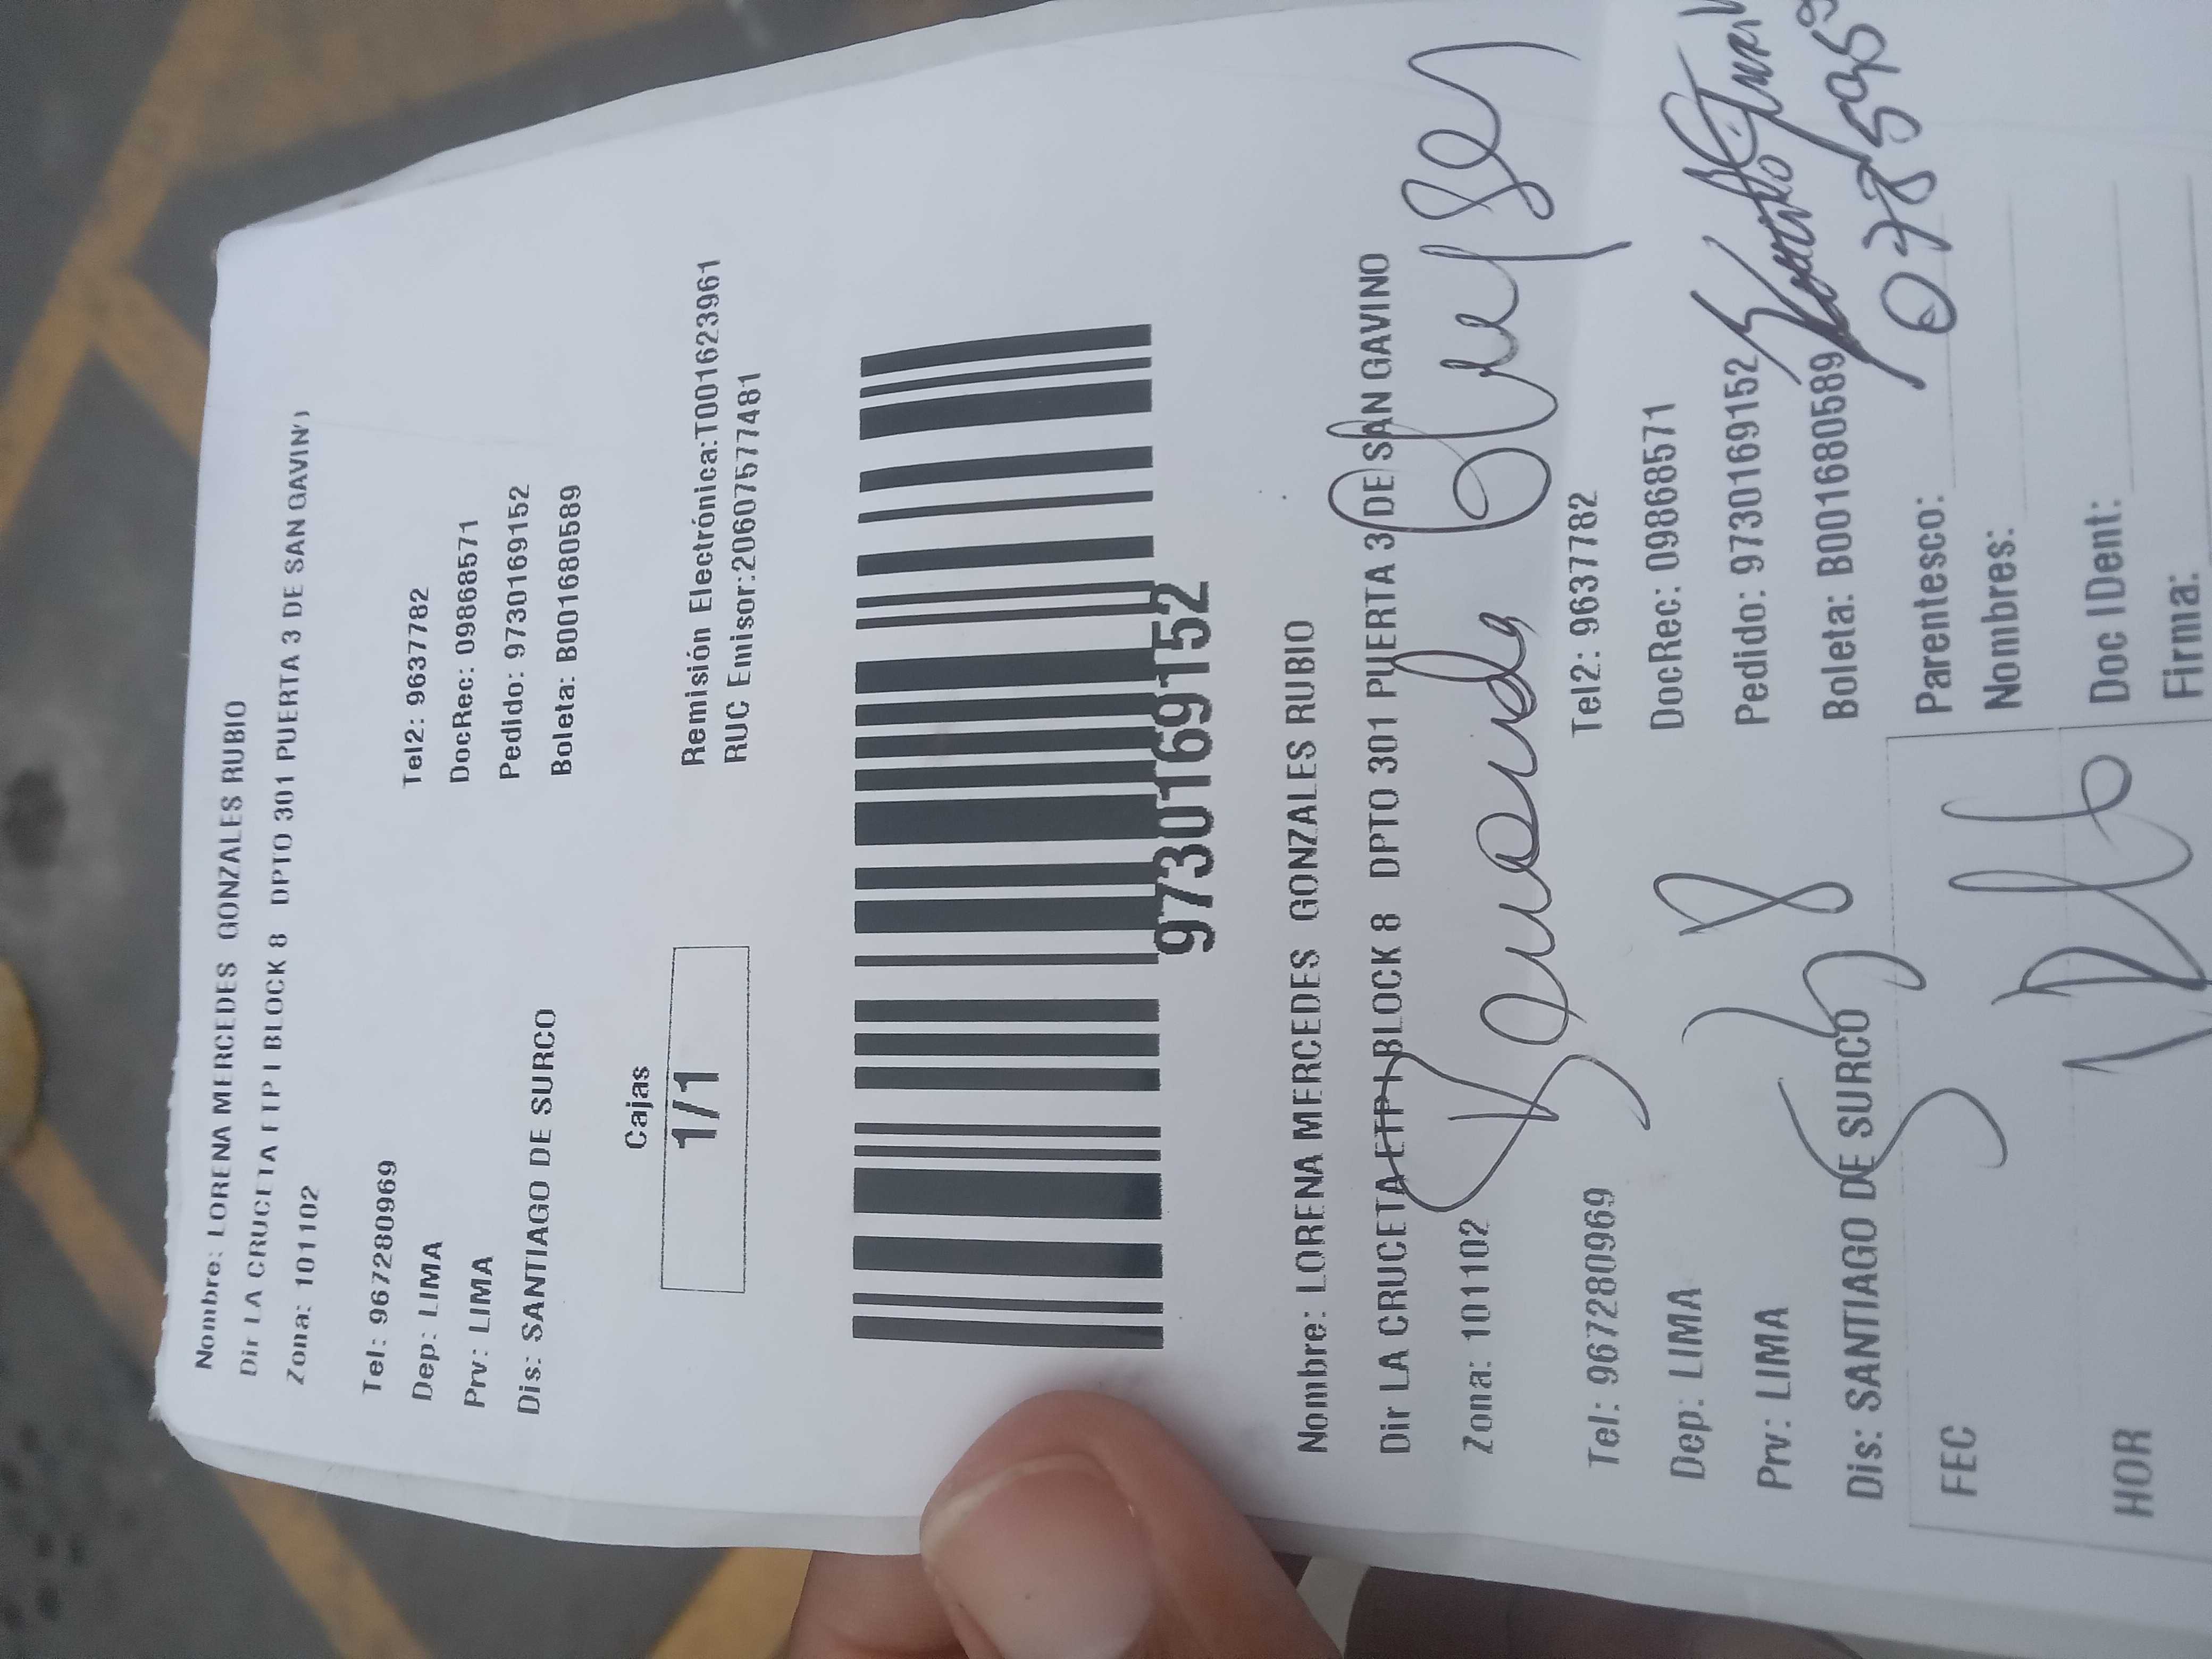 Nombre: LORENA MERCEDES GONZALES RUBIO
Dir LA CRUCETA ETP I BLOCK 8 DPTO 301 PUERTA 3 DE SAN GAVIN
Zona: 101102
Tel: 967280969
Tel2: 9637782
Dep: LIMA
DocRec: 09868571
Prv: LIMA
Pedido: 9730169152
Dis: SANTIAGO DE SURCO
Boleta: B001680589
Cajas
1/1
Remisión Electrónica:T001623961
RUC Emisor:20607577481
9730169152
Nombre: LORENA MERCEDES GONZALES RUBIO
Dir LA CRUCETA ETP I BLOCK 8 DPTO 301 PUERTA 3 DE SAN GAVINO
Zona: 101102
Tel: 967280969
Tel2: 9637782
Dep: LIMA
DocRec: 09868571
Prv: LIMA
Pedido: 9730169152
Dis: SANTIAGO DE SURCO
Boleta: B001680589
FEC
Parentesco:
Nombres:
HOR
Doc IDent:
Firma: